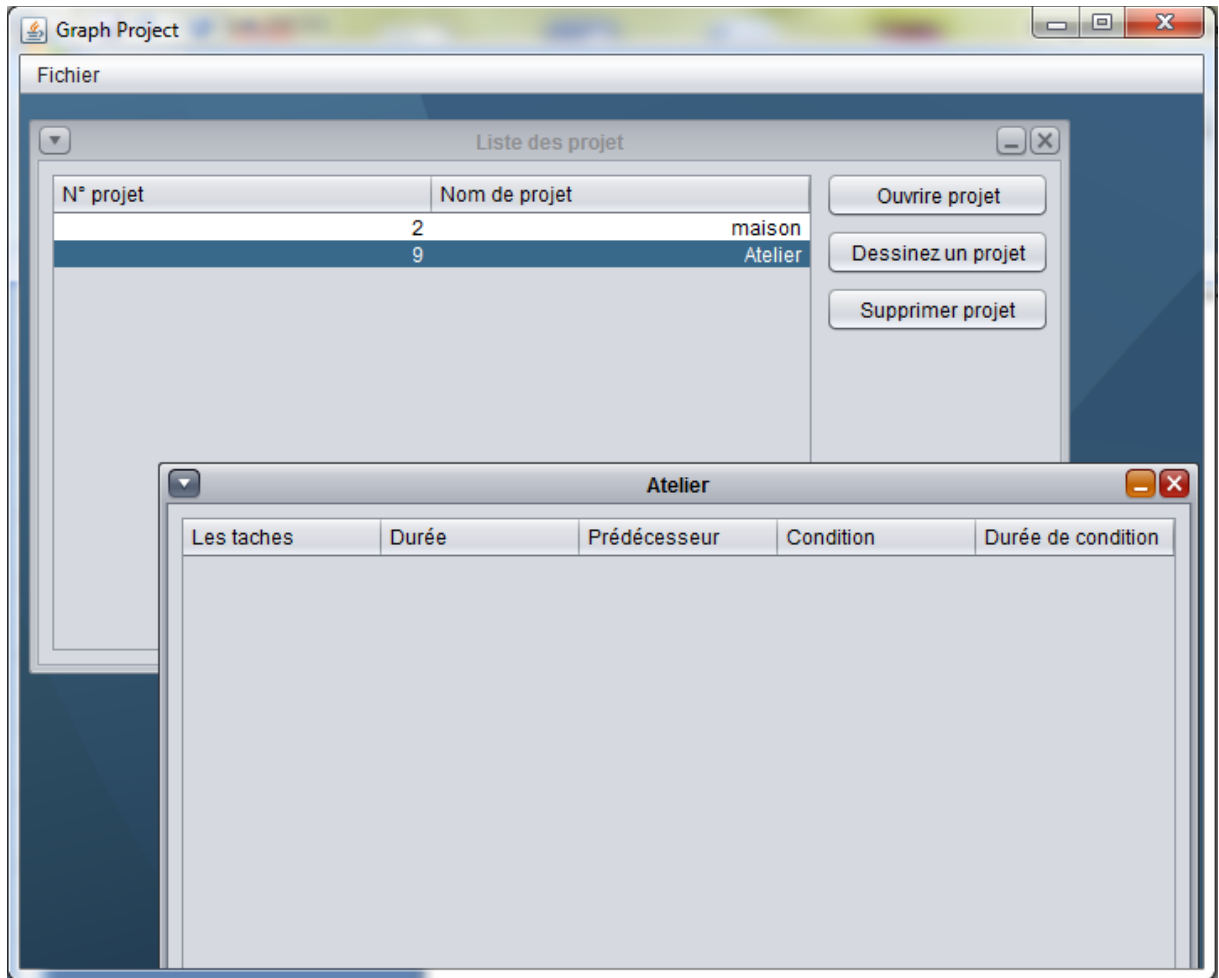 Graph Project
Fichier
Liste des projet
N° projet Nom de projet
2 maison
9 Atelier
Ouvrire projet
Dessinez un projet
Supprimer projet
Atelier
Les taches Durée Prédécesseur Condition Durée de condition